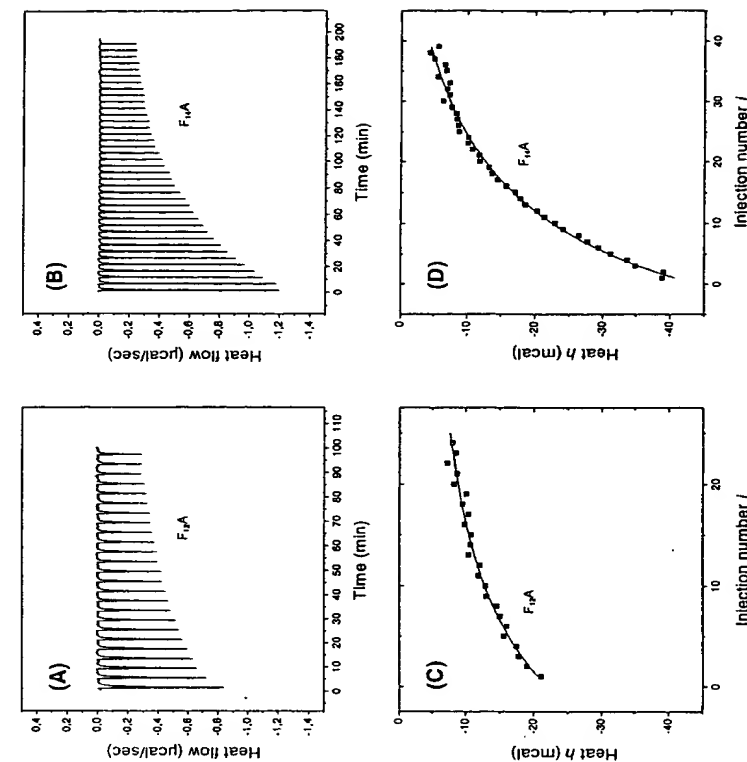 (A)
0,4
0,2
0,0
-0,2
-0,4
-0,6
-0,8
-1,0
-1,2
-1,4
Heat flow (µcal/sec)
F₁₂A
0 10 20 30 40 50 60 70 80 90 100 110
Time (min)
(B)
0,4
0,2
0,0
-0,2
-0,4
-0,6
-0,8
-1,0
-1,2
-1,4
Heat flow (µcal/sec)
F₁₄A
0 20 40 60 80 100 120 140 160 180 200
Time (min)
(C)
0
-10
-20
-30
-40
Heat h (mcal)
F₁₂A
0 10 20
Injection number i
(D)
0
-10
-20
-30
-40
Heat h (mcal)
F₁₄A
0 10 20 30 40
Injection number i